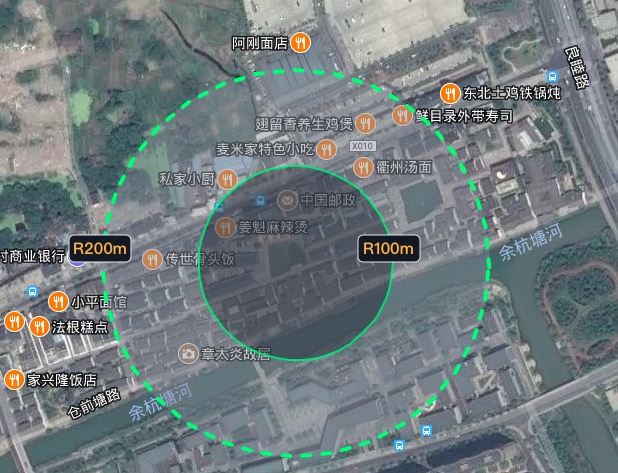 阿刚面店
良睦路
东北土鸡铁锅炖
鲜目录外带寿司
翅留香养生鸡煲
X010
麦米家特色小吃
衢州汤面
私家小厨
中国邮政
姜魁麻辣烫
余杭塘河
R200m
R100m
村商业银行
传世骨头饭
小平面馆
法根糕点
章太炎故居
家兴隆饭店
仓前塘路
余杭塘河